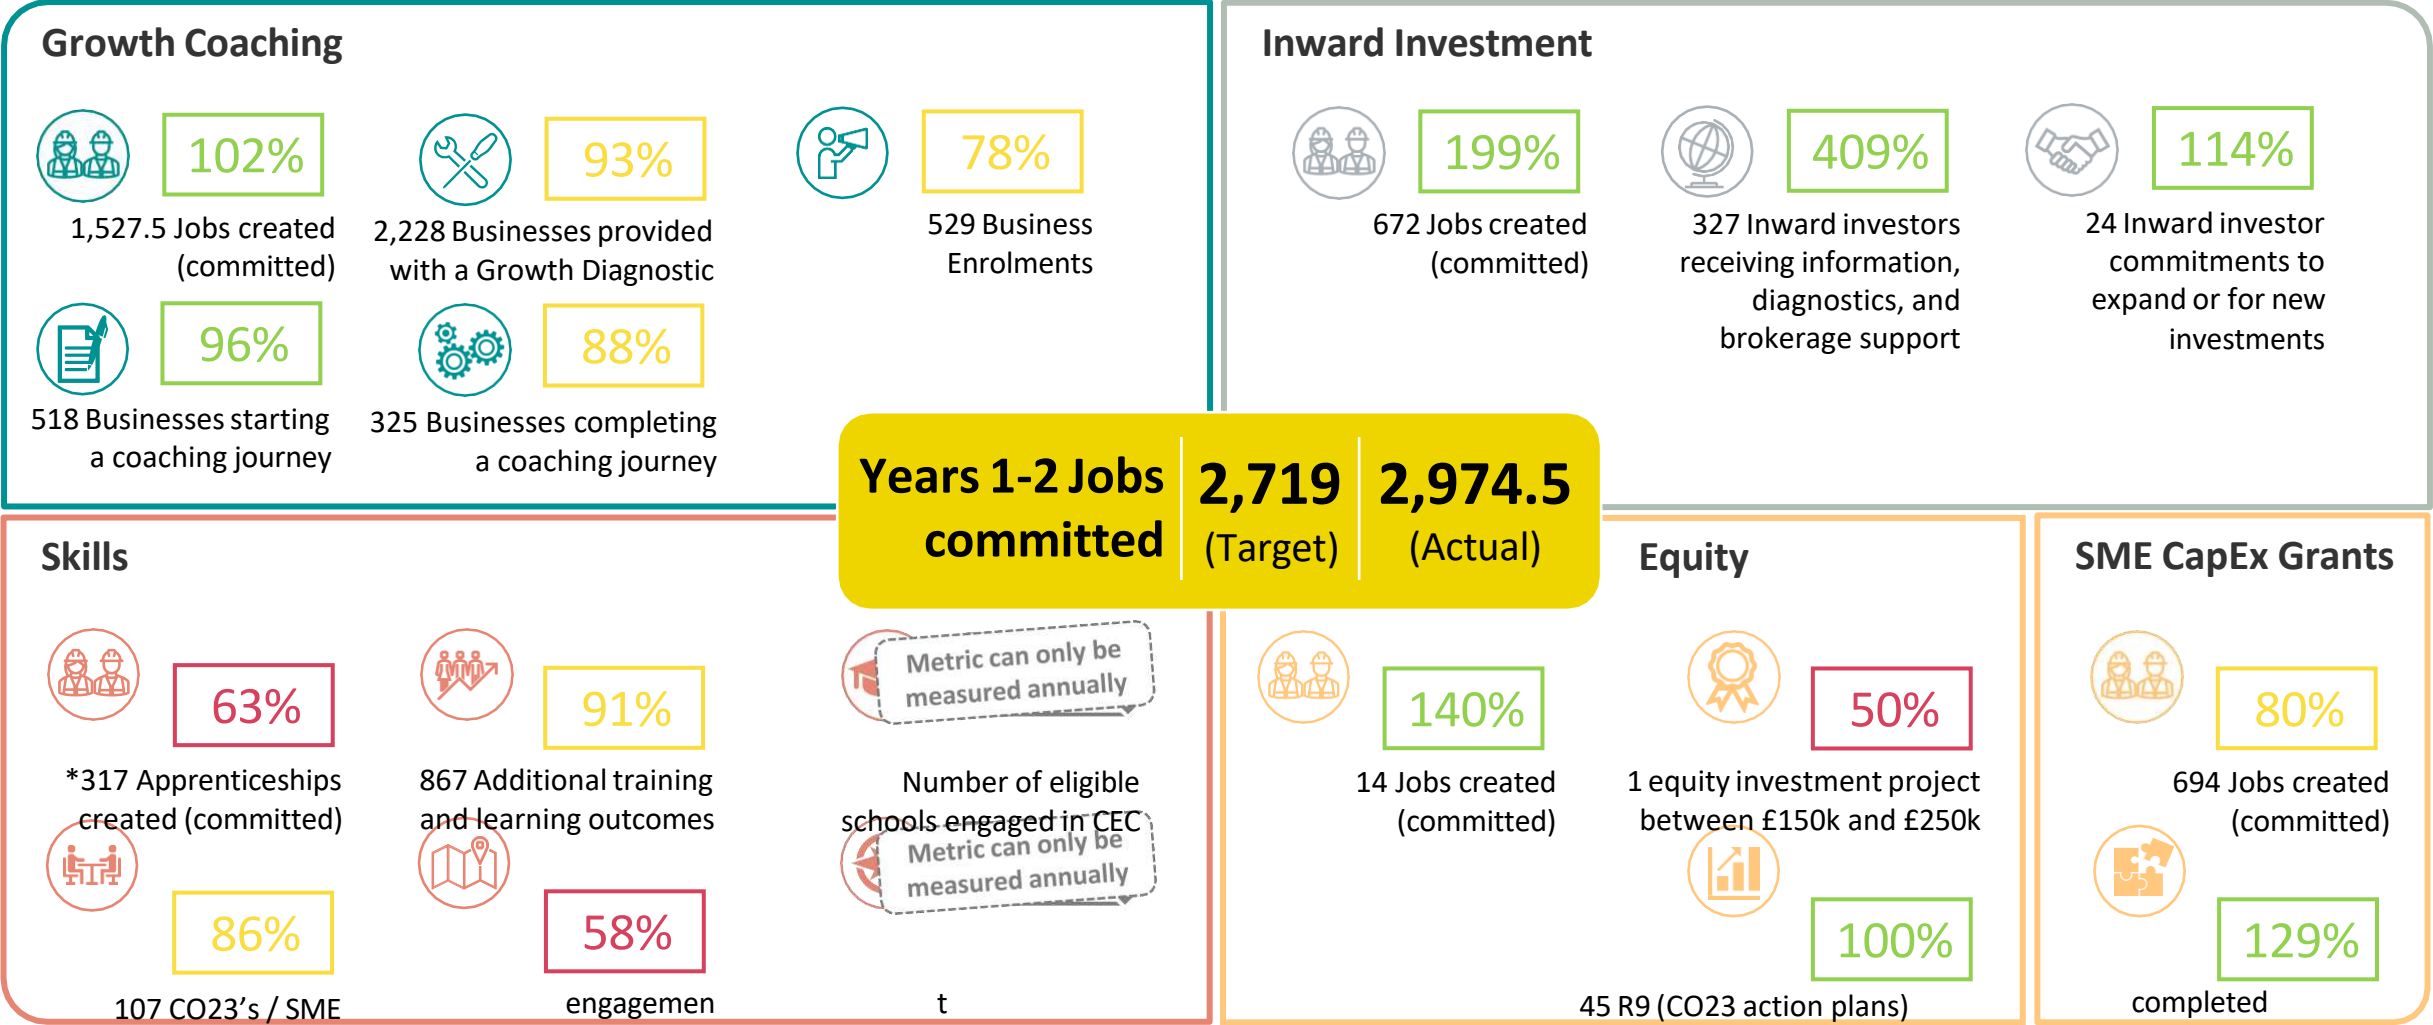 Growth Coaching
102%
1,527.5 Jobs created
(committed)
93%
2,228 Businesses provided
with a Growth Diagnostic
78%
529 Business
Enrolments
96%
518 Businesses starting
a coaching journey
88%
325 Businesses completing
a coaching journey
Inward Investment
199%
672 Jobs created
(committed)
409%
327 Inward investors
receiving information,
diagnostics, and
brokerage support
114%
24 Inward investor
commitments to
expand or for new
investments
Years 1-2 Jobs
committed
2,719
(Target)
2,974.5
(Actual)
Skills
63%
*317 Apprenticeships
created (committed)
91%
867 Additional training
and learning outcomes
Metric can only be
measured annually
Number of eligible
schools engaged in CEC
86%
107 CO23's / SME
58%
engagemen
Metric can only be
measured annually
t
Equity
140%
14 Jobs created
(committed)
50%
1 equity investment project
between £150k and £250k
100%
45 R9 (CO23 action plans)
SME CapEx Grants
80%
694 Jobs created
(committed)
129%
completed